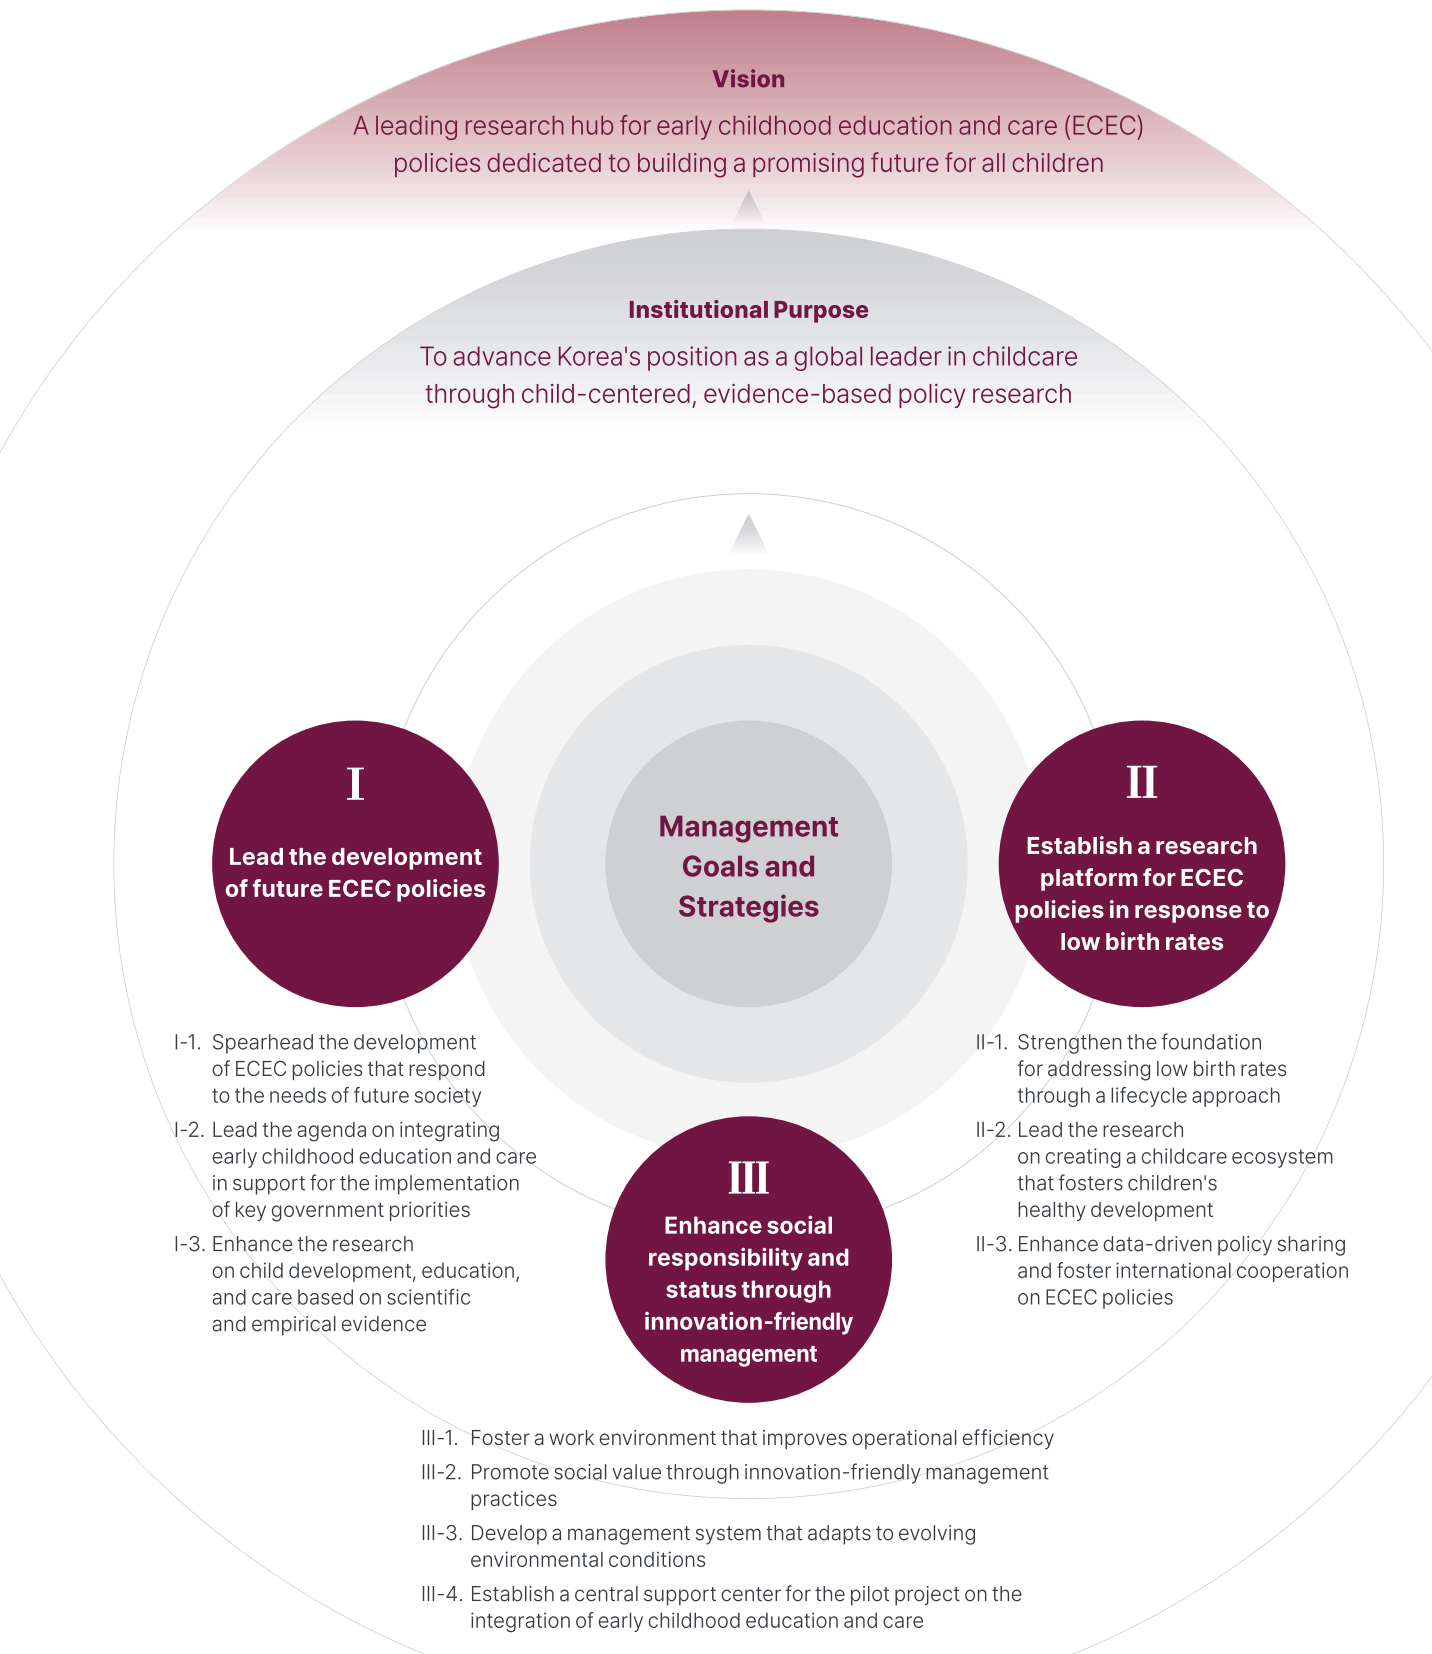 Vision
A leading research hub for early childhood education and care (ECEC)
policies dedicated to building a promising future for all children
Institutional Purpose
To advance Korea's position as a global leader in childcare
through child-centered, evidence-based policy research
Management
Goals and
Strategies
I
Lead the development
of future ECEC policies
I-1. Spearhead the development
of ECEC policies that respond
to the needs of future society
I-2. Lead the agenda on integrating
early childhood education and care
in support for the implementation
of key government priorities
I-3. Enhance the research
on child development, education,
and care based on scientific
and empirical evidence
II
Establish a research
platform for ECEC
policies in response to
low birth rates
II-1. Strengthen the foundation
for addressing low birth rates
through a lifecycle approach
II-2. Lead the research
on creating a childcare ecosystem
that fosters children's
healthy development
II-3. Enhance data-driven policy sharing
and foster international cooperation
on ECEC policies
III
Enhance social
responsibility and
status through
innovation-friendly
management
III-1. Foster a work environment that improves operational efficiency
III-2. Promote social value through innovation-friendly management
practices
III-3. Develop a management system that adapts to evolving
environmental conditions
III-4. Establish a central support center for the pilot project on the
integration of early childhood education and care